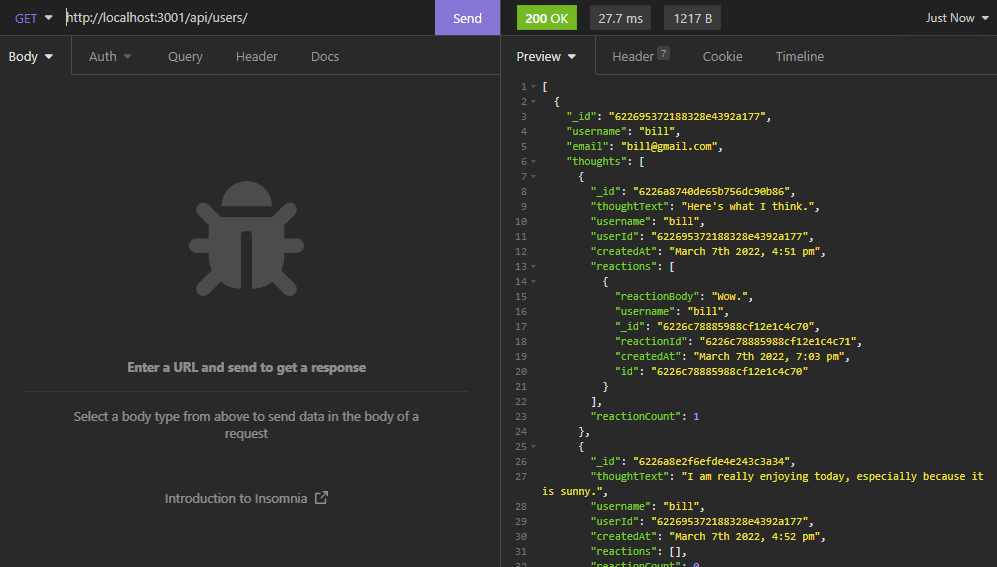 GET http://localhost:3001/api/users/ Send 200 OK 27.7 ms 1217 B Just Now
Body Auth Query Header Docs Preview Header 7 Cookie Timeline
Enter a URL and send to get a response
Select a body type from above to send data in the body of a
request
Introduction to Insomnia
1 [
2 {
3 "_id": "622695372188328e4392a177",
4 "username": "bill",
5 "email": "bill@gmail.com",
6 "thoughts": [
7 {
8 "_id": "6226a8740de65b756dc90b86",
9 "thoughtText": "Here's what I think.",
10 "username": "bill",
11 "userId": "622695372188328e4392a177",
12 "createdAt": "March 7th 2022, 4:51 pm",
13 "reactions": [
14 {
15 "reactionBody": "Wow.",
16 "username": "bill",
17 "_id": "6226c78885988cf12e1c4c70",
18 "reactionId": "6226c78885988cf12e1c4c71",
19 "createdAt": "March 7th 2022, 7:03 pm",
20 "id": "6226c78885988cf12e1c4c70"
21 }
22 ],
23 "reactionCount": 1
24 },
25 {
26 "_id": "6226a8e2f6efde4e243c3a34",
27 "thoughtText": "I am really enjoying today, especially because it
is sunny.",
28 "username": "bill",
29 "userId": "622695372188328e4392a177",
30 "createdAt": "March 7th 2022, 4:52 pm",
31 "reactions": [],
32 "reactionCount": 0